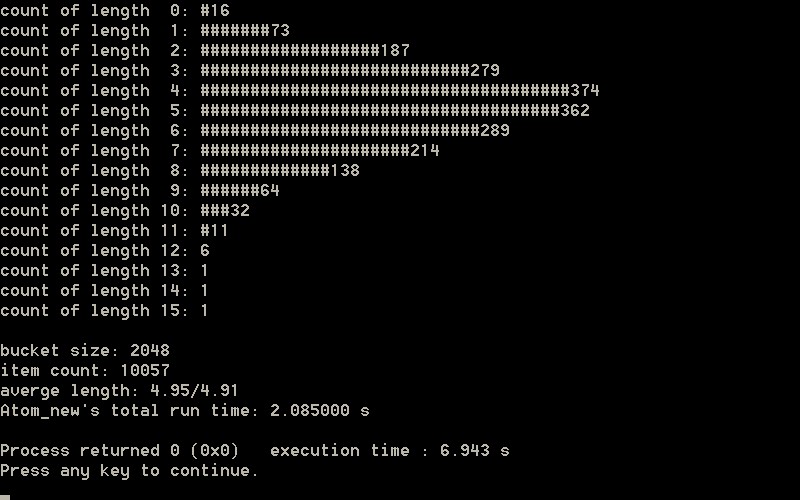 count of length  0: #16
count of length  1: #######73
count of length  2: ##################187
count of length  3: ###########################279
count of length  4: #####################################374
count of length  5: ####################################362
count of length  6: ############################289
count of length  7: #####################214
count of length  8: #############138
count of length  9: ######64
count of length 10: ###32
count of length 11: #11
count of length 12: 6
count of length 13: 1
count of length 14: 1
count of length 15: 1
bucket size: 2048
item count: 10057
averge length: 4.95/4.91
Atom_new's total run time: 2.085000 s
Process returned 0 (0x0)   execution time : 6.943 s
Press any key to continue.